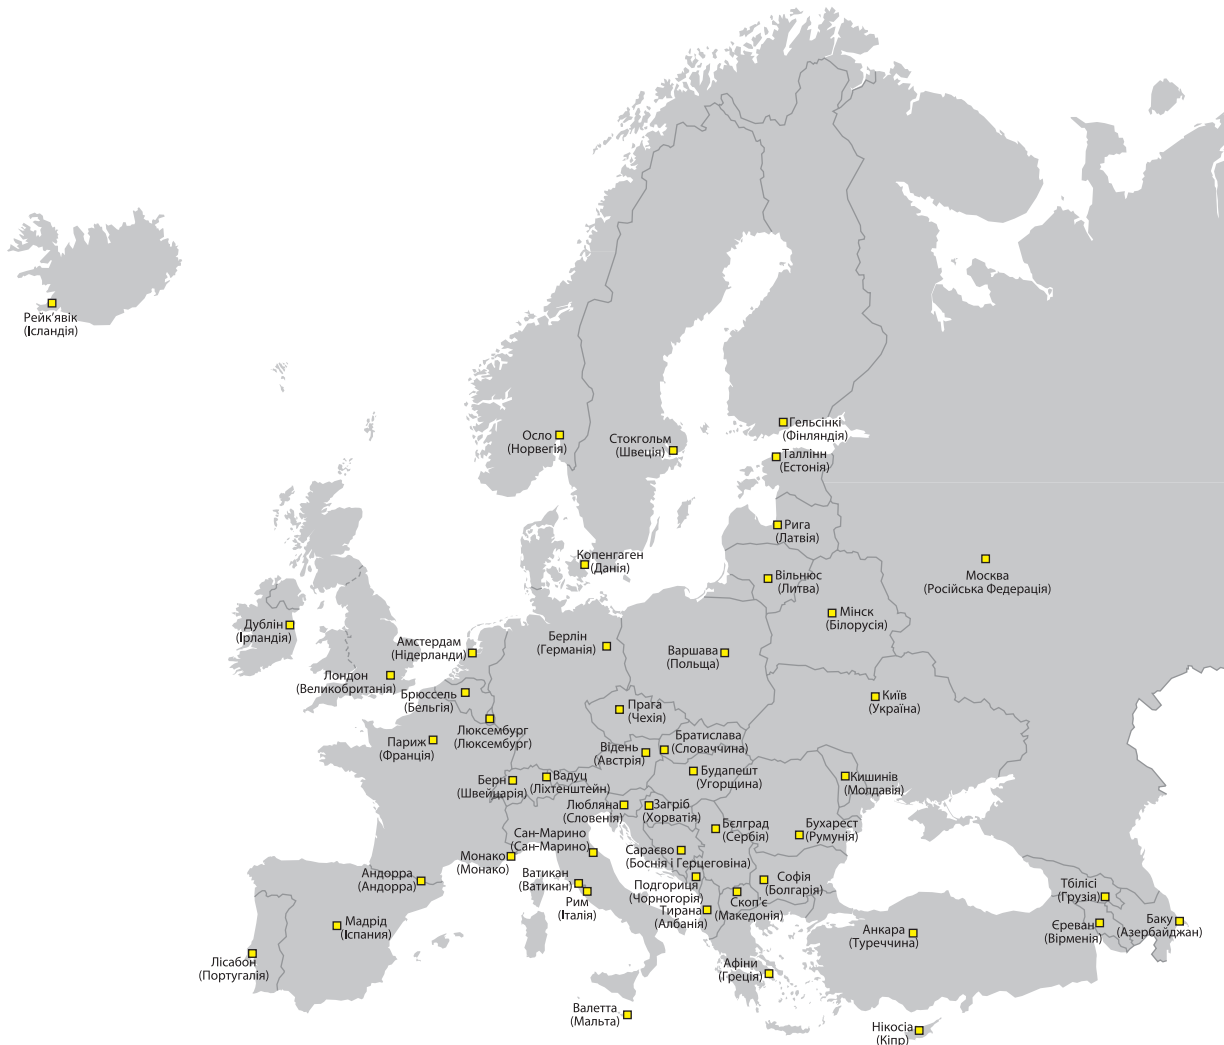 Рейк'явік
(Ісландія)
Осло
(Норвегія)
Стокгольм
(Швеція)
Гельсінкі
(Фінляндія)
Таллінн
(Естонія)
Рига
(Латвія)
Копенгаген
(Данія)
Вільнюс
(Литва)
Москва
(Російська Федерація)
Мінск
(Білорусія)
Дублін
(Ірландія)
Амстердам
(Нідерланди)
Берлін
(Германія)
Варшава
(Польща)
Лондон
(Великобританія)
Брюссель
(Бельгія)
Прага
(Чехія)
Київ
(Україна)
Люксембург
(Люксембург)
Париж
(Франція)
Відень
(Австрія)
Братислава
(Словаччина)
Берн
(Швейцарія)
Вадуц
(Ліхтенштейн)
Будапешт
(Угорщина)
Кишинів
(Молдавія)
Любляна
(Словенія)
Загріб
(Хорватія)
Сан-Марино
(Сан-Марино)
Бєлград
(Сербія)
Бухарест
(Румунія)
Монако
(Монако)
Сараєво
(Боснія і Герцеговіна)
Андорра
(Андорра)
Ватикан
(Ватикан)
Рим
(Італія)
Подгориця
(Чорногорія)
Софія
(Болгарія)
Скоп'є
(Македонія)
Тирана
(Албанія)
Тбілісі
(Грузія)
Мадрід
(Іспания)
Анкара
(Туреччина)
Єреван
(Вірменія)
Баку
(Азербайджан)
Лісабон
(Португалія)
Афіни
(Греція)
Валетта
(Мальта)
Нікосіа
(Кіпр)